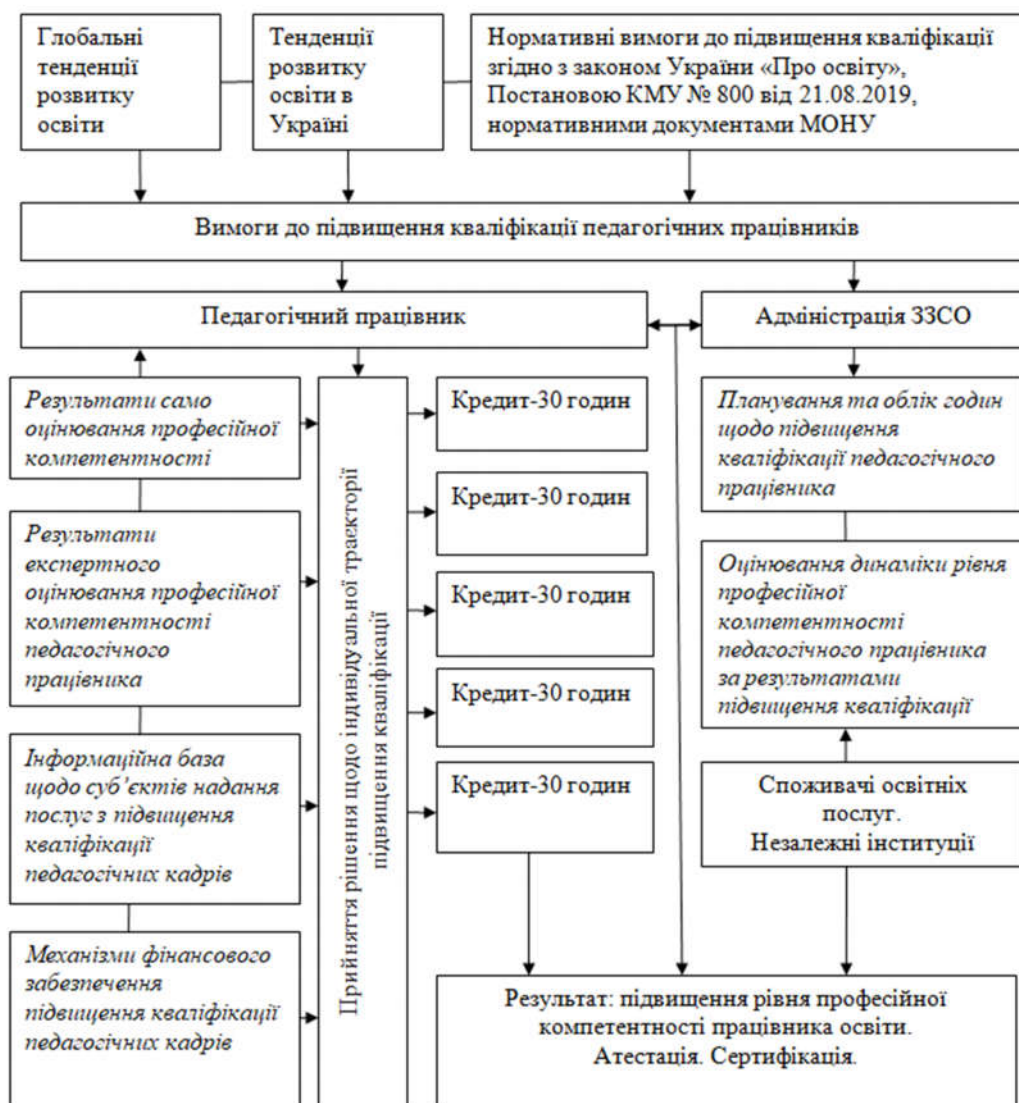 Глобальні
тенденції
розвитку
освіти
Тенденції
розвитку
освіти в
Україні
Нормативні вимоги до підвищення кваліфікації
згідно з законом України «Про освіту»,
Постановою КМУ № 800 від 21.08.2019,
нормативними документами МОНУ
Вимоги до підвищення кваліфікації педагогічних працівників
Педагогічний працівник
Адміністрація ЗЗСО
Результати само
оцінювання професійної
компетентності
Результати
експертного
оцінювання професійної
компетентності
педагогічного
працівника
Інформаційна база
щодо суб’єктів надання
послуг з підвищення
кваліфікації
педагогічних кадрів
Механізми фінансового
забезпечення
підвищення кваліфікації
педагогічних кадрів
Прийняття рішення щодо індивідуальної траєкторії
підвищення кваліфікації
Кредит-30 годин
Кредит-30 годин
Кредит-30 годин
Кредит-30 годин
Кредит-30 годин
Планування та облік годин
щодо підвищення
кваліфікації педагогічного
працівника
Оцінювання динаміки рівня
професійної
компетентності
педагогічного працівника
за результатами
підвищення кваліфікації
Споживачі освітніх
послуг.
Незалежні інституції
Результат: підвищення рівня професійної
компетентності працівника освіти.
Атестація. Сертифікація.